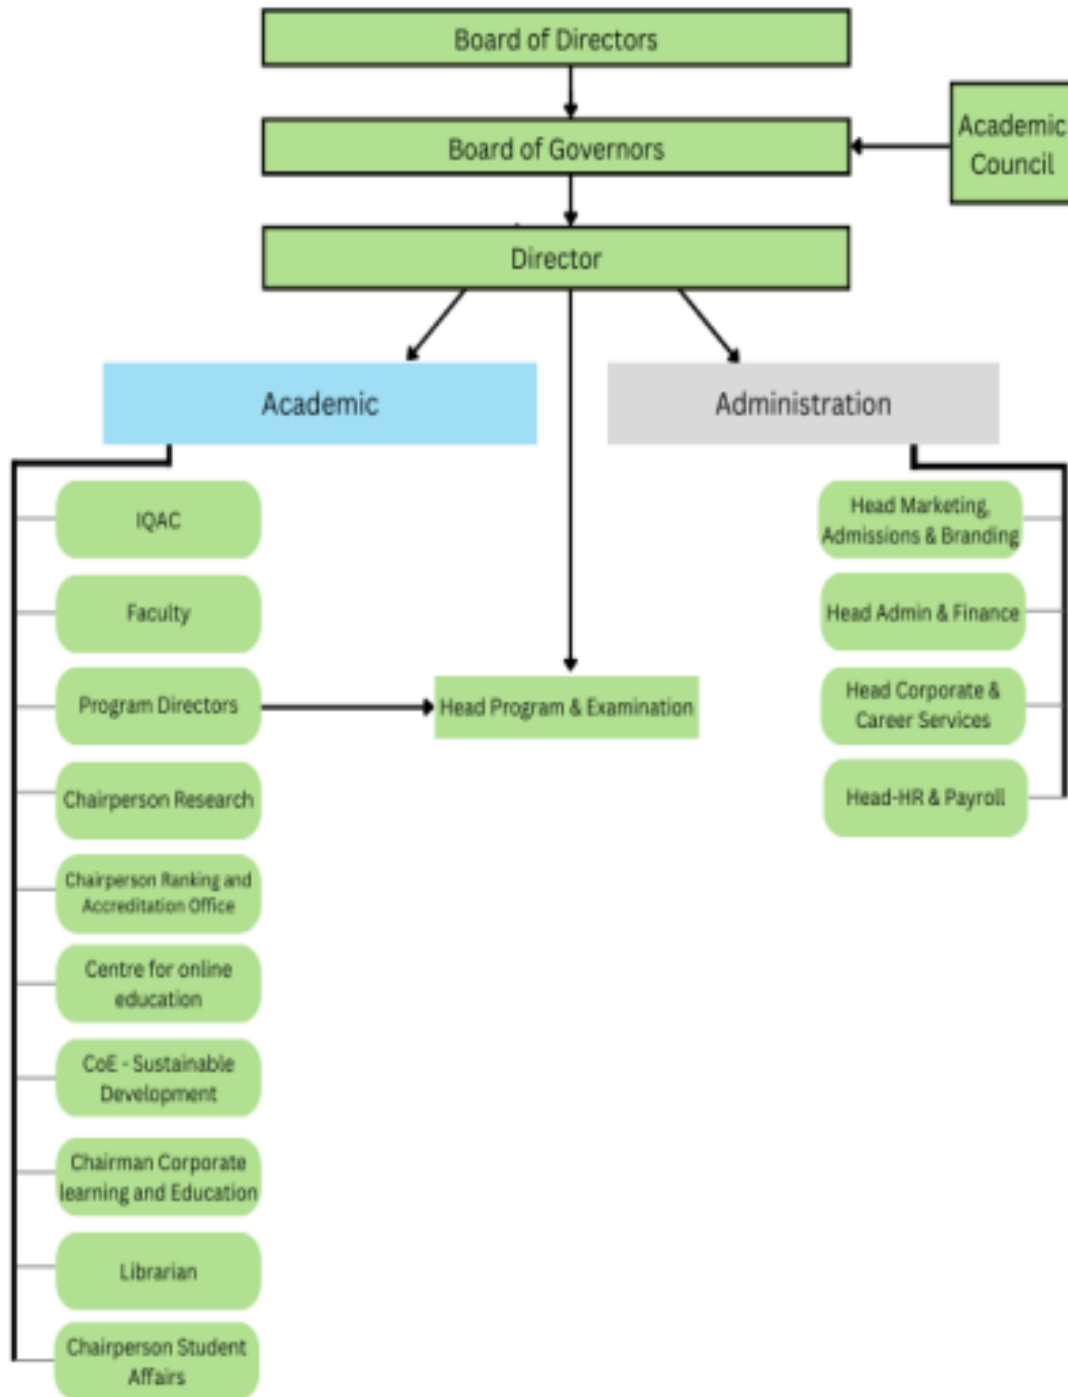 Board of Directors
Board of Governors
Academic
Council
Director
Academic
Administration
IQAC
Faculty
Program Directors
Chairperson Research
Chairperson Ranking and
Accreditation Office
Centre for online
education
CoE - Sustainable
Development
Chairman Corporate
learning and Education
Librarian
Chairperson Student
Affairs
Head Program & Examination
Head Marketing,
Admissions & Branding
Head Admin & Finance
Head Corporate &
Career Services
Head-HR & Payroll